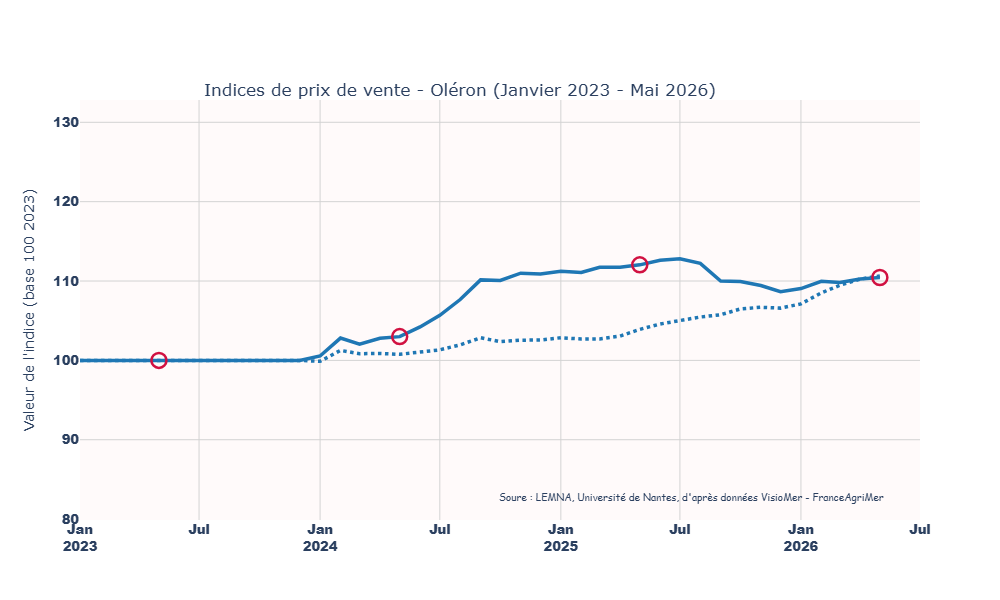 Indices de prix de vente - Oléron (Janvier 2023 - Mai 2026)
Valeur de l'indice (base 100 2023)
130
120
110
100
90
80
Soure : LEMNA, Université de Nantes, d'après données VisioMer - FranceAgriMer
Jan
2023
Jul
Jan
2024
Jul
Jan
2025
Jul
Jan
2026
Jul